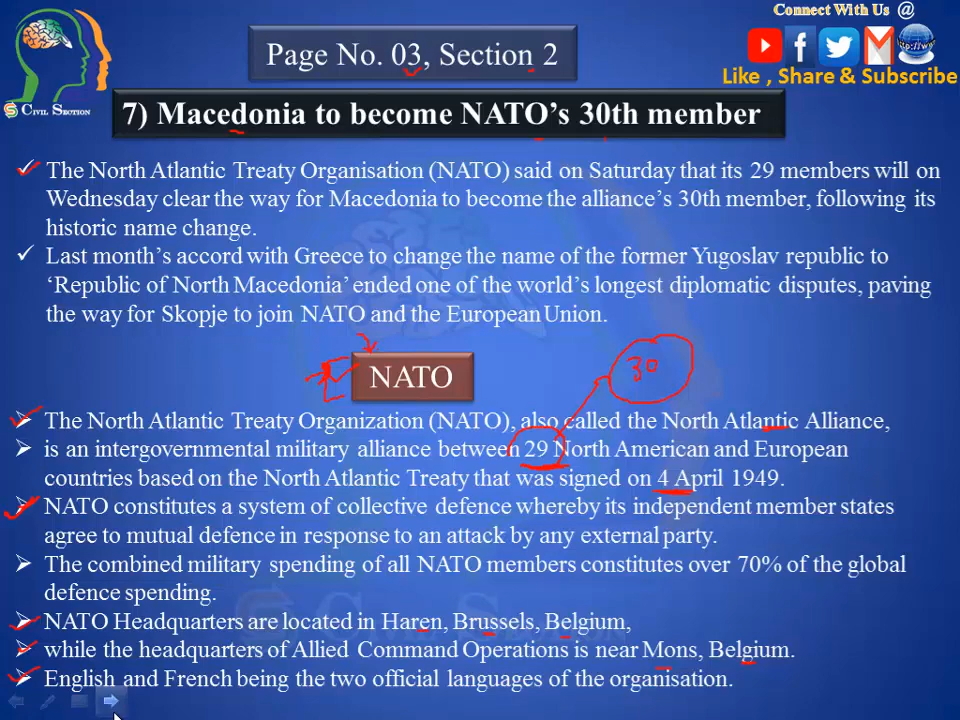 Connect With Us @
Page No. 03, Section 2
Like , Share & Subscribe
CIVIL SECTION
7) Macedonia to become NATO's 30th member
The North Atlantic Treaty Organisation (NATO) said on Saturday that its 29 members will on
Wednesday clear the way for Macedonia to become the alliance's 30th member, following its
historic name change.
Last month's accord with Greece to change the name of the former Yugoslav republic to
‘Republic of North Macedonia’ ended one of the world's longest diplomatic disputes, paving
the way for Skopje to join NATO and the European Union.
30
NATO
The North Atlantic Treaty Organization (NATO), also called the North Atlantic Alliance,
is an intergovernmental military alliance between 29 North American and European
countries based on the North Atlantic Treaty that was signed on 4 April 1949.
NATO constitutes a system of collective defence whereby its independent member states
agree to mutual defence in response to an attack by any external party.
The combined military spending of all NATO members constitutes over 70% of the global
defence spending.
NATO Headquarters are located in Haren, Brussels, Belgium,
while the headquarters of Allied Command Operations is near Mons, Belgium.
English and French being the two official languages of the organisation.
CIVIL SECTION